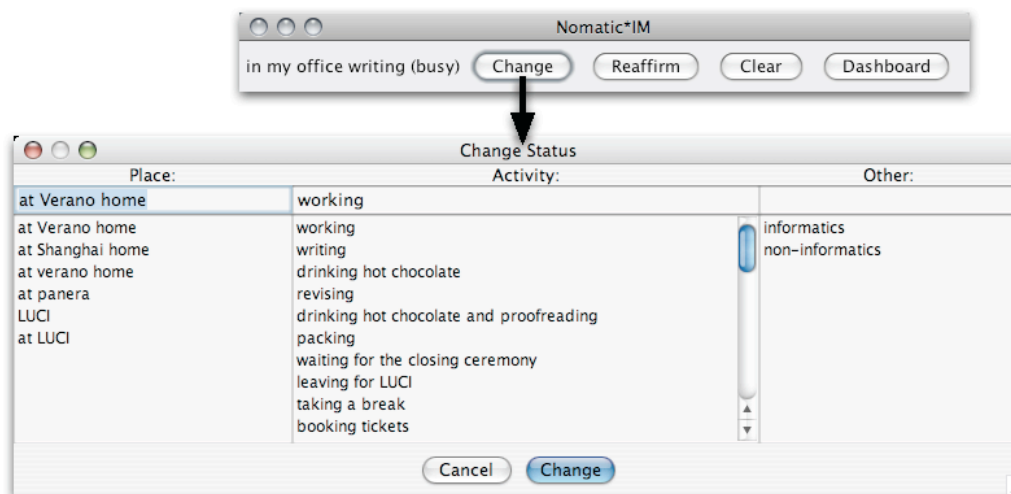 Nomatic*IM
in my office writing (busy) Change Reaffirm Clear Dashboard
Change Status
Place: Activity: Other:
at Verano home working
at Verano home working informatics
at Shanghai home writing non-informatics
at verano home drinking hot chocolate
at panera revising
LUCI drinking hot chocolate and proofreading
at LUCI packing
waiting for the closing ceremony
leaving for LUCI
taking a break
booking tickets
Cancel Change